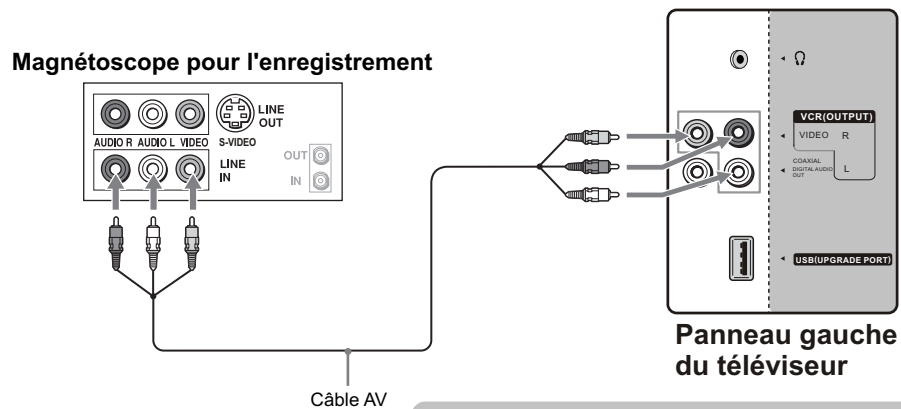 Magnétoscope pour l'enregistrement
LINE
OUT
AUDIO R AUDIO L VIDEO S-VIDEO
LINE
IN
OUT
IN
VCR(OUTPUT)
VIDEO R
COAXIAL
DIGITAL AUDIO
OUT
L
USB(UPGRADE PORT)
Panneau gauche
du téléviseur
Câble AV